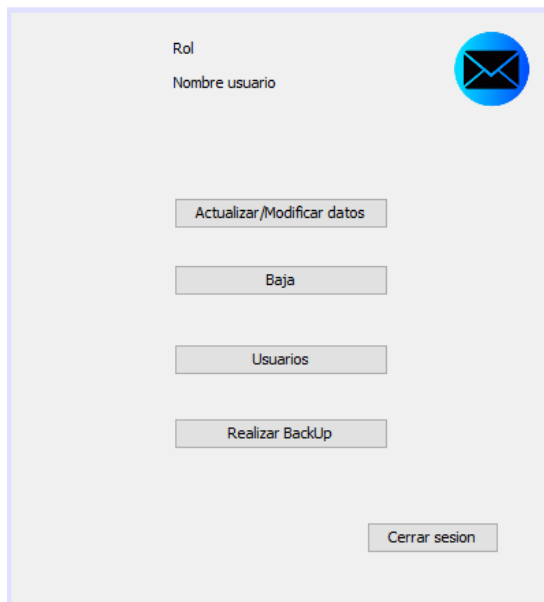 Rol
Nombre usuario
Actualizar/Modificar datos
Baja
Usuarios
Realizar BackUp
Cerrar sesion